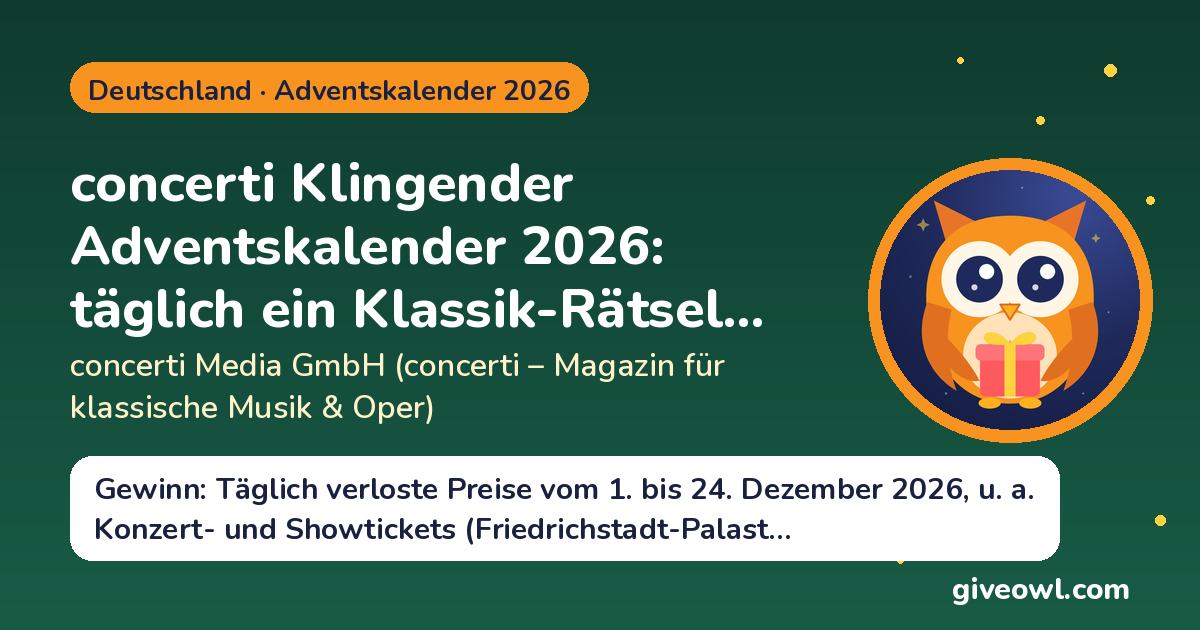 Deutschland · Adventskalender 2026
concerti Klingender
Adventskalender 2026:
täglich ein Klassik-Rätsel...
concerti Media GmbH (concerti – Magazin für
klassische Musik & Oper)
Gewinn: Täglich verloste Preise vom 1. bis 24. Dezember 2026, u. a.
Konzert- und Showtickets (Friedrichstadt-Palast...
giveowl.com